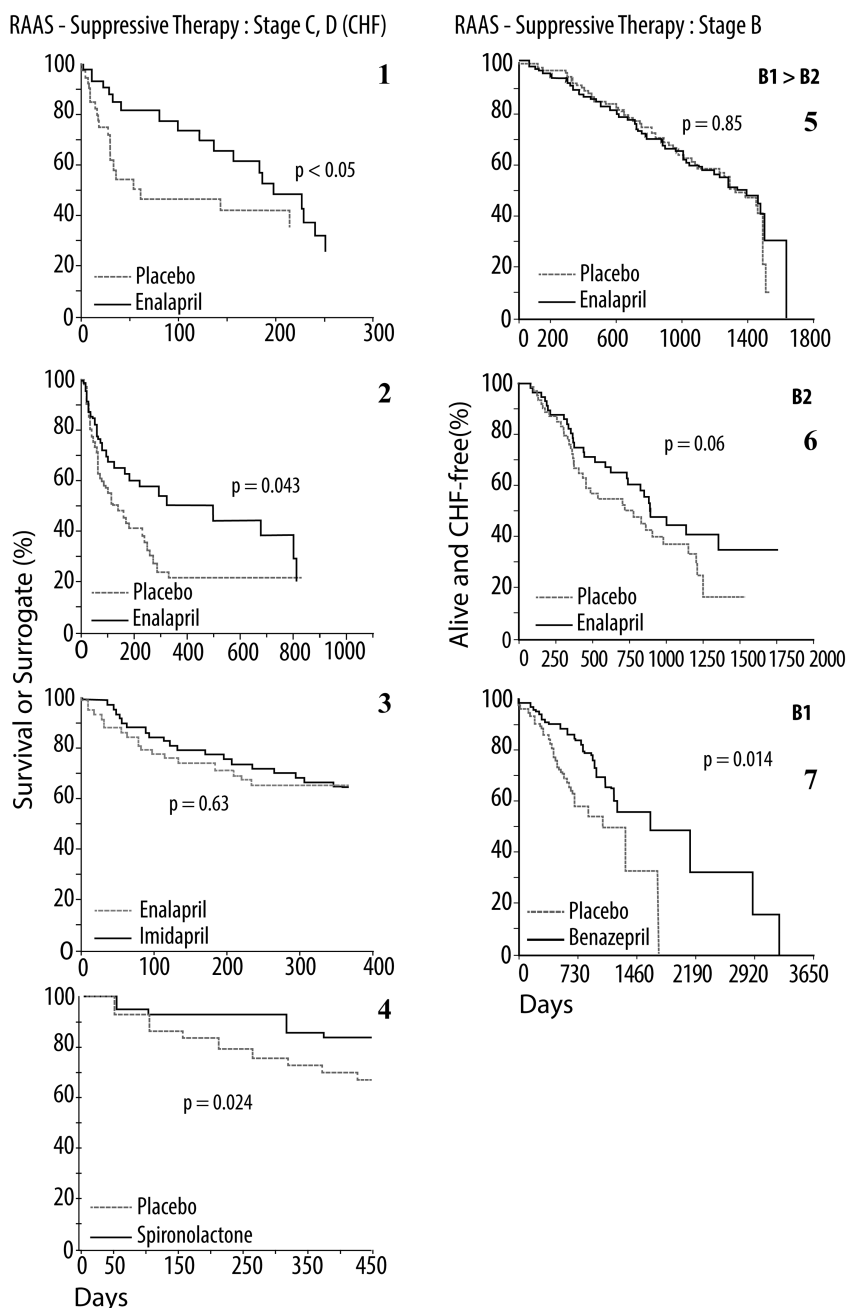 RAAS - Suppressive Therapy : Stage C, D (CHF)
Survival or Surrogate (%)
100
80
60
40
20
0
1
p < 0.05
Placebo
Enalapril
0 100 200 300
100
80
60
40
20
0
2
p = 0.043
Placebo
Enalapril
0 200 400 600 800 1000
100
80
60
40
20
0
3
p = 0.63
Enalapril
Imidapril
0 100 200 300 400
100
80
60
40
20
0
4
p = 0.024
Placebo
Spironolactone
0 50 150 250 350 450
Days
RAAS - Suppressive Therapy : Stage B
Alive and CHF-free(%)
100
80
60
40
20
0
B1 > B2
5
p = 0.85
Placebo
Enalapril
0 200 600 1000 1400 1800
100
80
60
40
20
0
B2
6
p = 0.06
Placebo
Enalapril
0 250 500 750 1000 1250 1500 1750 2000
100
80
60
40
20
0
B1
7
p = 0.014
Placebo
Benazepril
0 730 1460 2190 2920 3650
Days